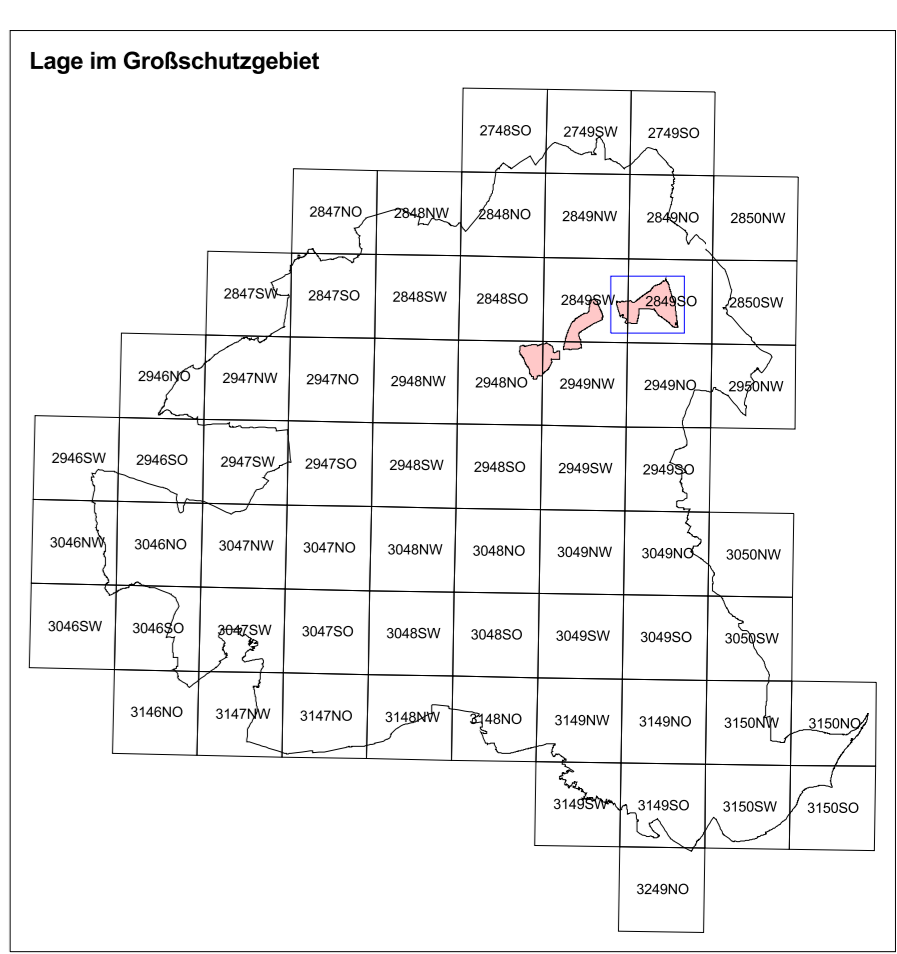 Lage im Großschutzgebiet
2748SO 2749SW 2749SO
2847NO 2848NW 2848NO 2849NW 2849NO 2850NW
2847SW 2847SO 2848SW 2848SO 2849SW 2849SO 2850SW
2946NO 2947NW 2947NO 2948NW 2948NO 2949NW 2949NO 2950NW
2946SW 2946SO 2947SW 2947SO 2948SW 2948SO 2949SW 2949SO
3046NW 3046NO 3047NW 3047NO 3048NW 3048NO 3049NW 3049NO 3050NW
3046SW 3046SO 3047SW 3047SO 3048SW 3048SO 3049SW 3049SO 3050SW
3146NO 3147NW 3147NO 3148NW 3148NO 3149NW 3149NO 3150NW 3150NO
3149SW 3149SO 3150SW 3150SO
3249NO